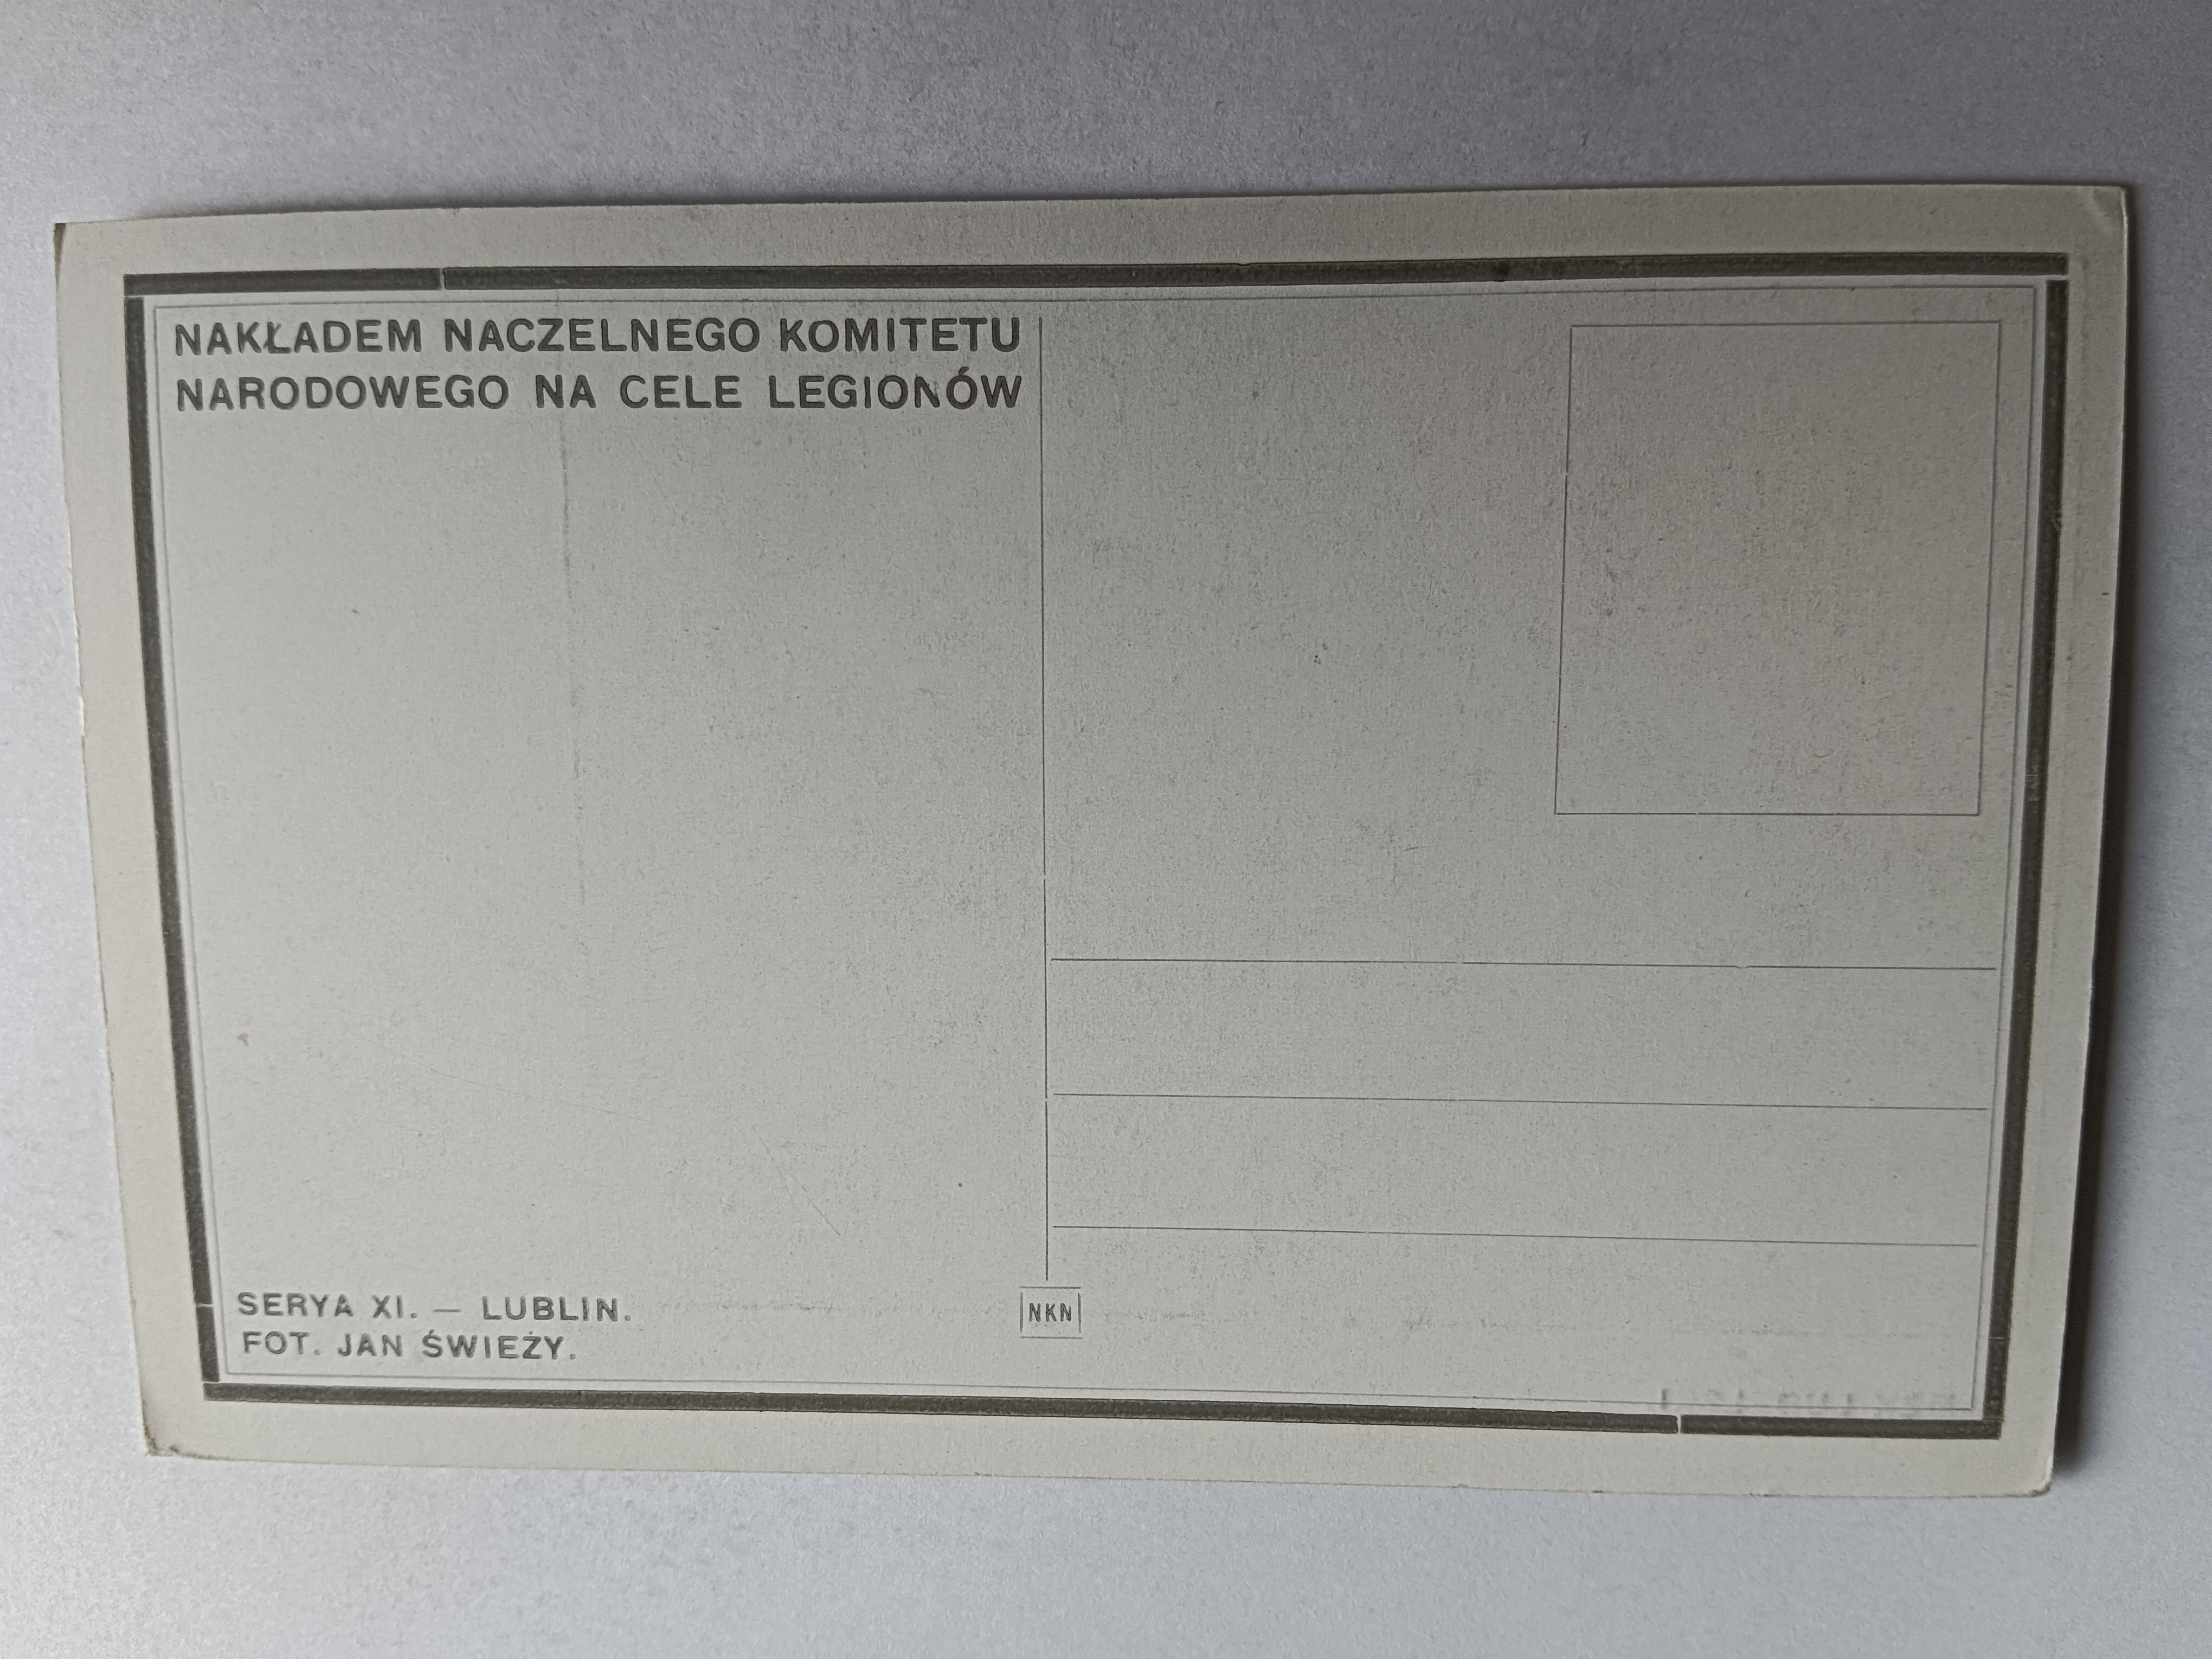 NAKŁADEM NACZELNEGO KOMITETU
NARODOWEGO NA CELE LEGIONÓW
SERYA XI. — LUBLIN.
FOT. JAN ŚWIEŻY.
NKN